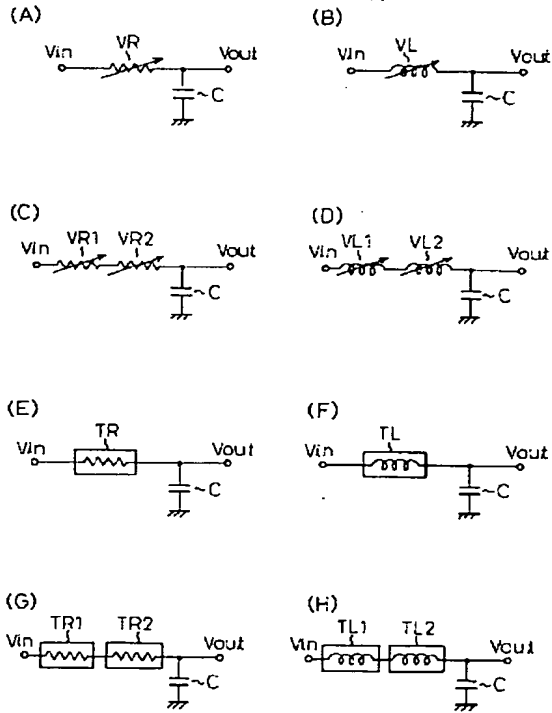 (A)
VR
Vin
Vout
~C
(B)
VL
Vin
Vout
~C
(C)
VR1 VR2
Vin
Vout
~C
(D)
VL1 VL2
Vin
Vout
~C
(E)
TR
Vin
Vout
~C
(F)
TL
Vin
Vout
~C
(G)
TR1 TR2
Vin
Vout
~C
(H)
TL1 TL2
Vin
Vout
~C